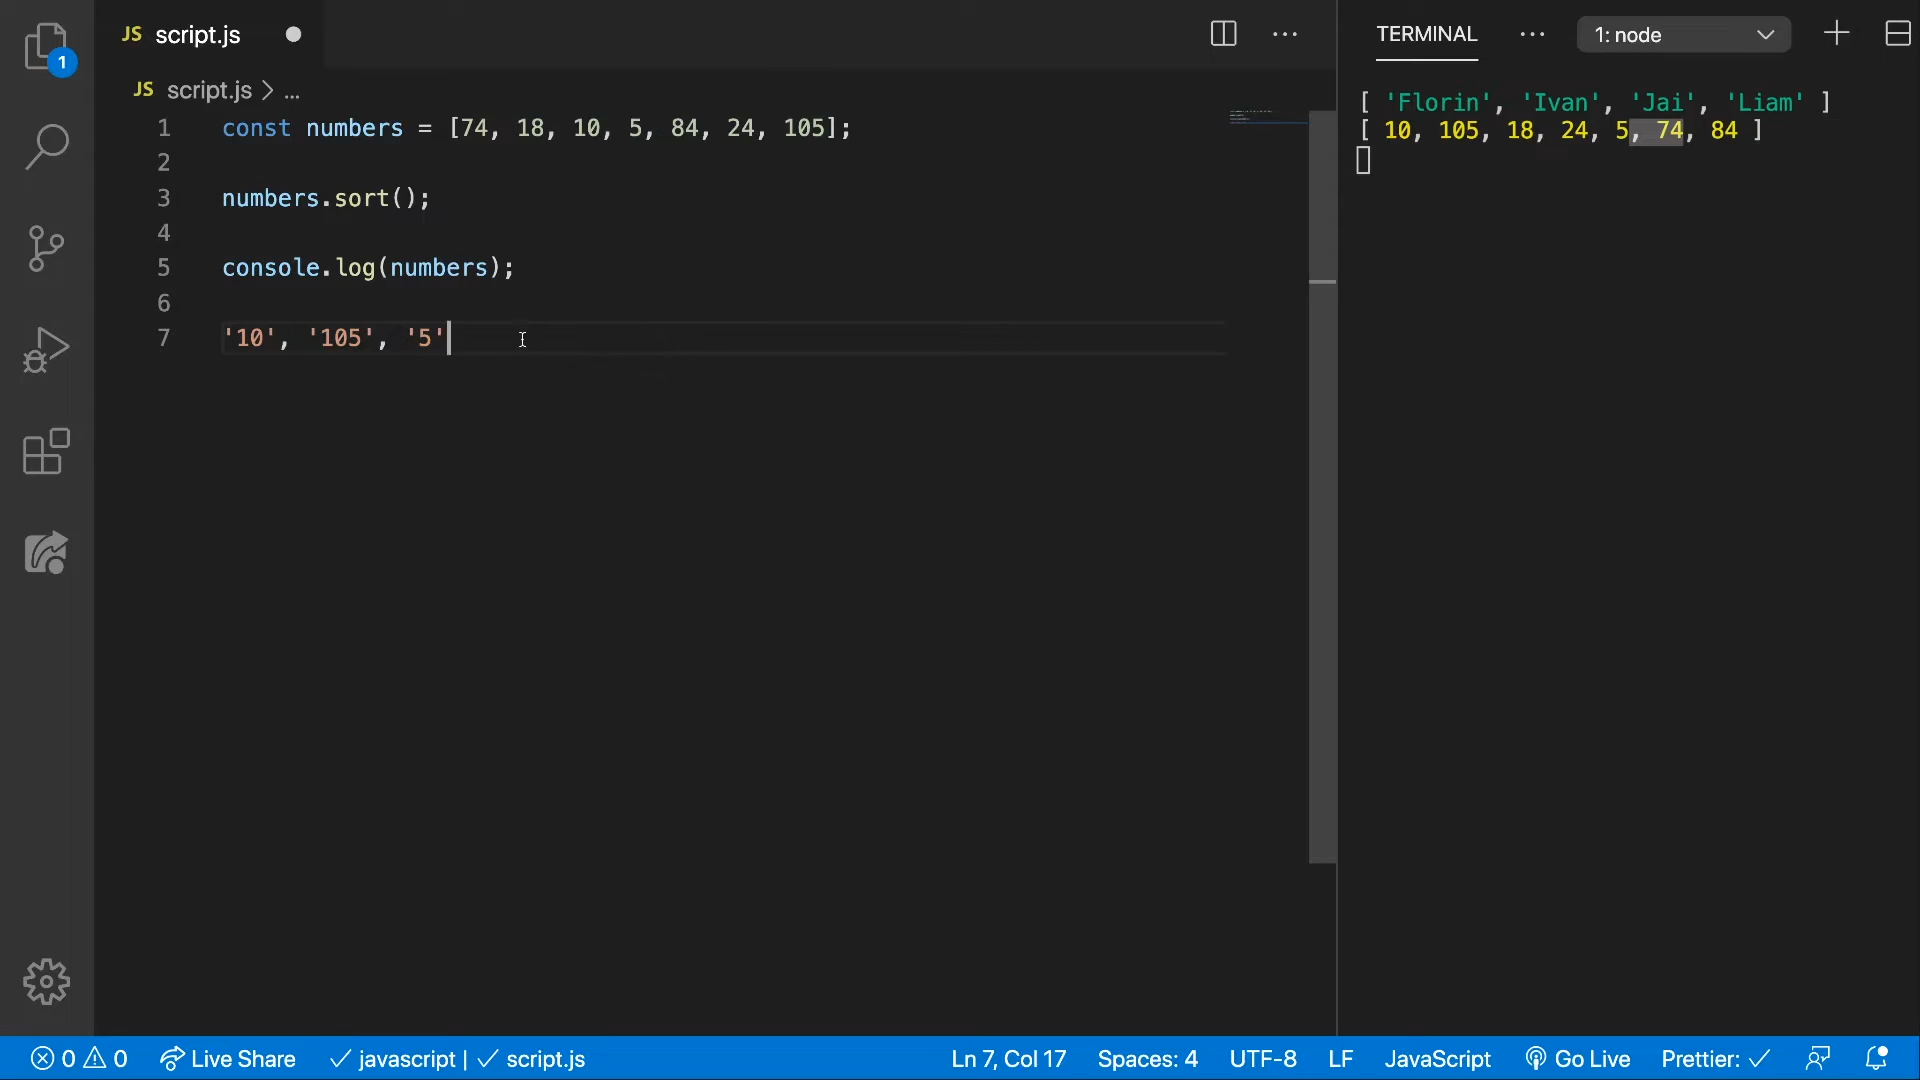 JS script.js
JS script.js > ...
1 const numbers = [74, 18, 10, 5, 84, 24, 105];
2
3 numbers.sort();
4
5 console.log(numbers);
6
7 '10', '105', '5'
TERMINAL ... 1: node
[ 'Florin', 'Ivan', 'Jai', 'Liam' ]
[ 10, 105, 18, 24, 5, 74, 84 ]
1
0 0 Live Share javascript | script.js Ln 7, Col 17 Spaces: 4 UTF-8 LF JavaScript Go Live Prettier: